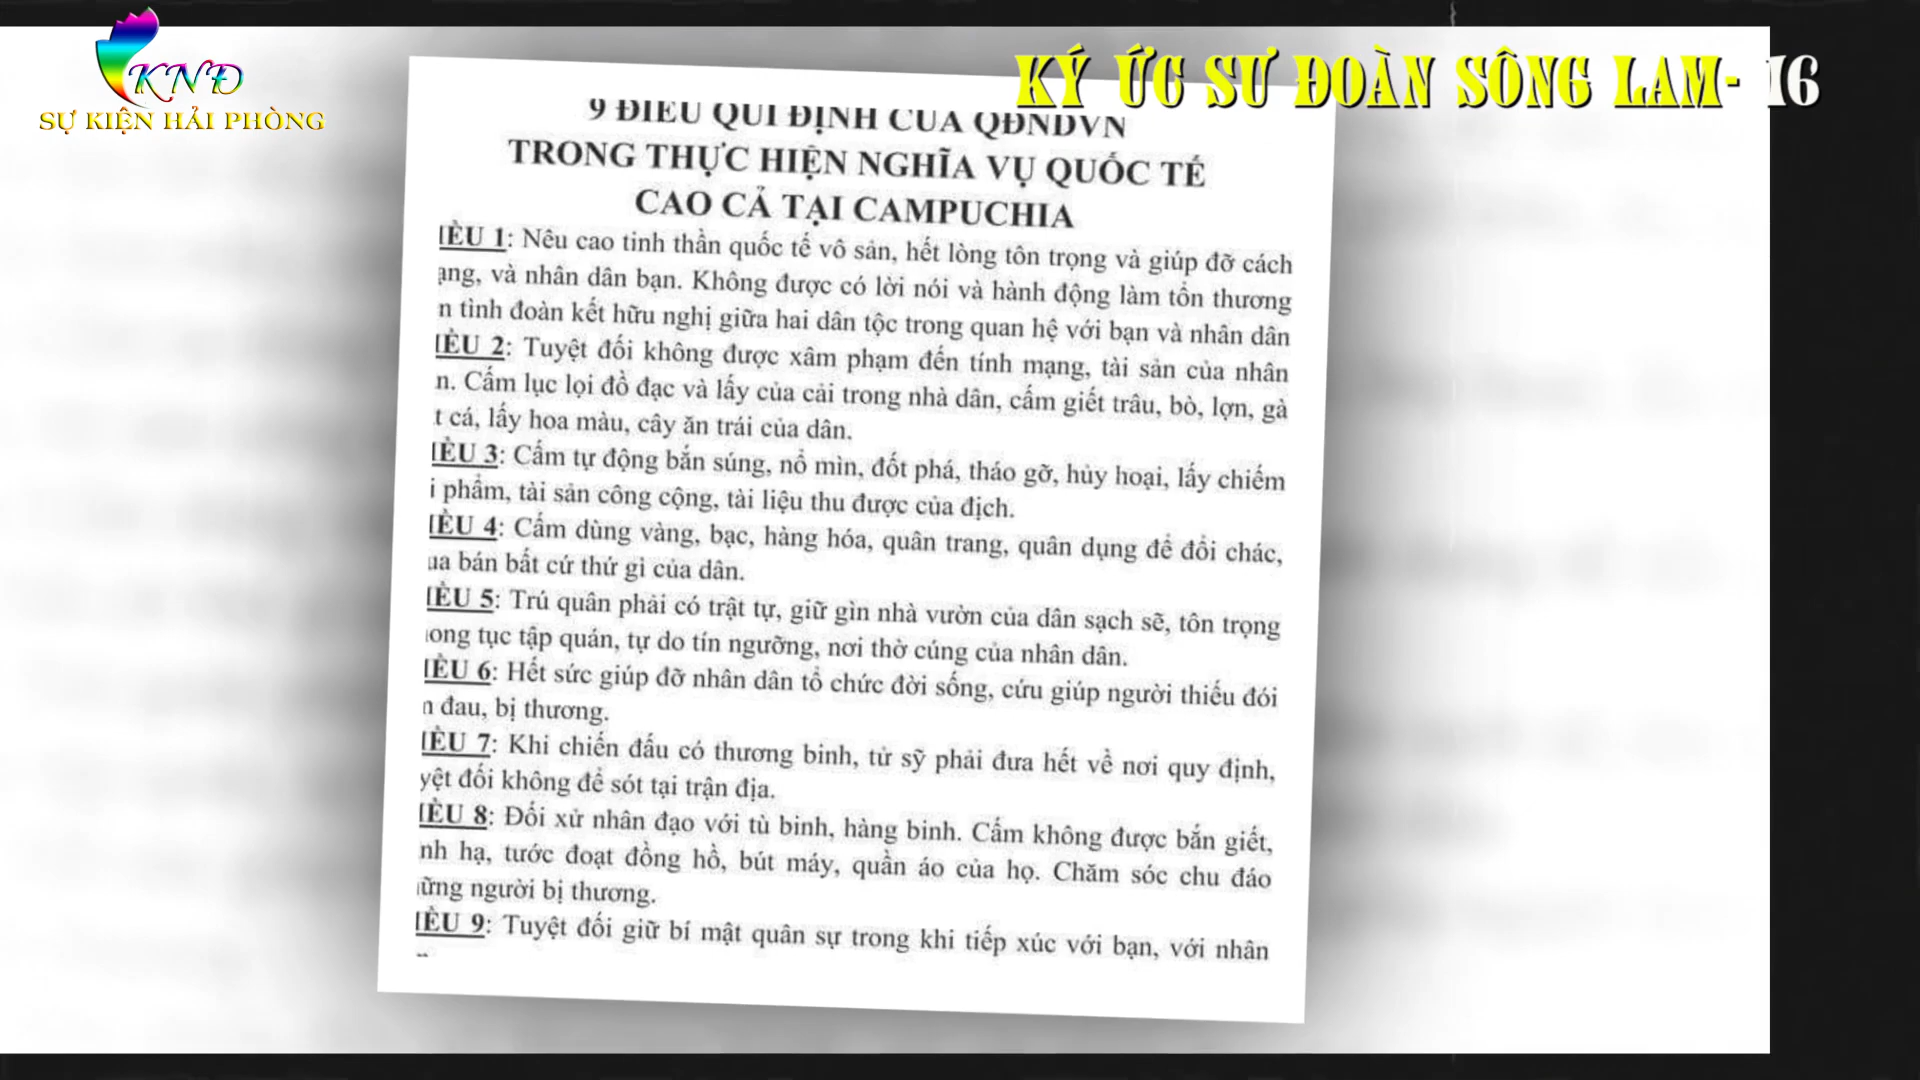 KNĐ
SỰ KIỆN HẢI PHÒNG
KÝ ỨC SƯ ĐOÀN SÔNG LAM- 16
9 ĐIỀU QUI ĐỊNH CỦA QĐNDVN
TRONG THỰC HIỆN NGHĨA VỤ QUỐC TẾ
CAO CẢ TẠI CAMPUCHIA
IỀU 1: Nêu cao tinh thần quốc tế vô sản, hết lòng tôn trọng và giúp đỡ cách
ạng, và nhân dân bạn. Không được có lời nói và hành động làm tổn thương
n tình đoàn kết hữu nghị giữa hai dân tộc trong quan hệ với bạn và nhân dân
IỀU 2: Tuyệt đối không được xâm phạm đến tính mạng, tài sản của nhân
n. Cấm lục lọi đồ đạc và lấy của cải trong nhà dân, cấm giết trâu, bò, lợn, gà
t cá, lấy hoa màu, cây ăn trái của dân.
IỀU 3: Cấm tự động bắn súng, nổ mìn, đốt phá, tháo gỡ, hủy hoại, lấy chiếm
i phẩm, tài sản công cộng, tài liệu thu được của địch.
IỀU 4: Cấm dùng vàng, bạc, hàng hóa, quân trang, quân dụng để đổi chác,
ua bán bất cứ thứ gì của dân.
IỀU 5: Trú quân phải có trật tự, giữ gìn nhà vườn của dân sạch sẽ, tôn trọng
ong tục tập quán, tự do tín ngưỡng, nơi thờ cúng của nhân dân.
IỀU 6: Hết sức giúp đỡ nhân dân tổ chức đời sống, cứu giúp người thiếu đói
n đau, bị thương.
IỀU 7: Khi chiến đấu có thương binh, tử sỹ phải đưa hết về nơi quy định,
yệt đối không để sót tại trận địa.
IỀU 8: Đối xử nhân đạo với tù binh, hàng binh. Cấm không được bắn giết,
nh hạ, tước đoạt đồng hồ, bút máy, quần áo của họ. Chăm sóc chu đáo
ững người bị thương.
IỀU 9: Tuyệt đối giữ bí mật quân sự trong khi tiếp xúc với bạn, với nhân